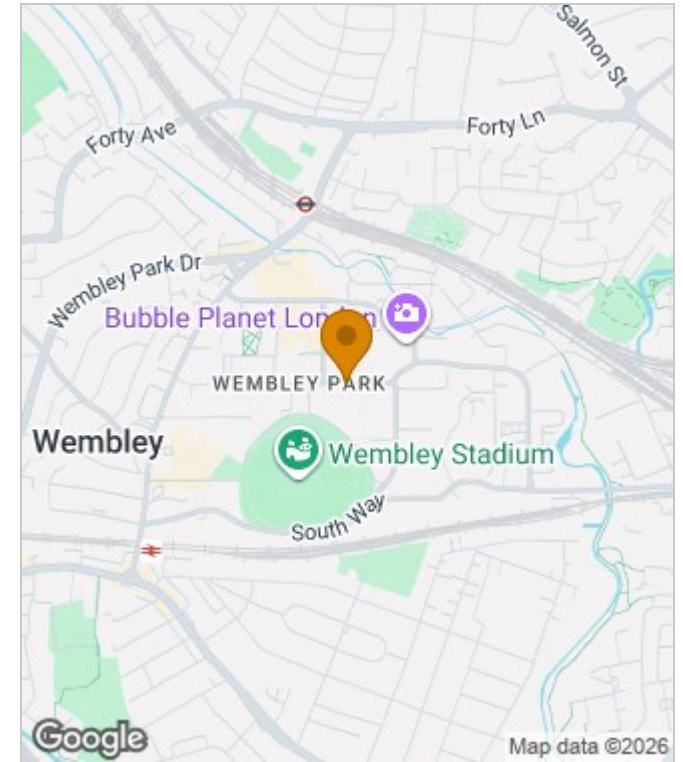 Salmon St
Forty Ave
Forty Ln
Wembley Park Dr
Bubble Planet London
WEMBLEY PARK
Wembley
Wembley Stadium
South Way
Google
Map data ©2026